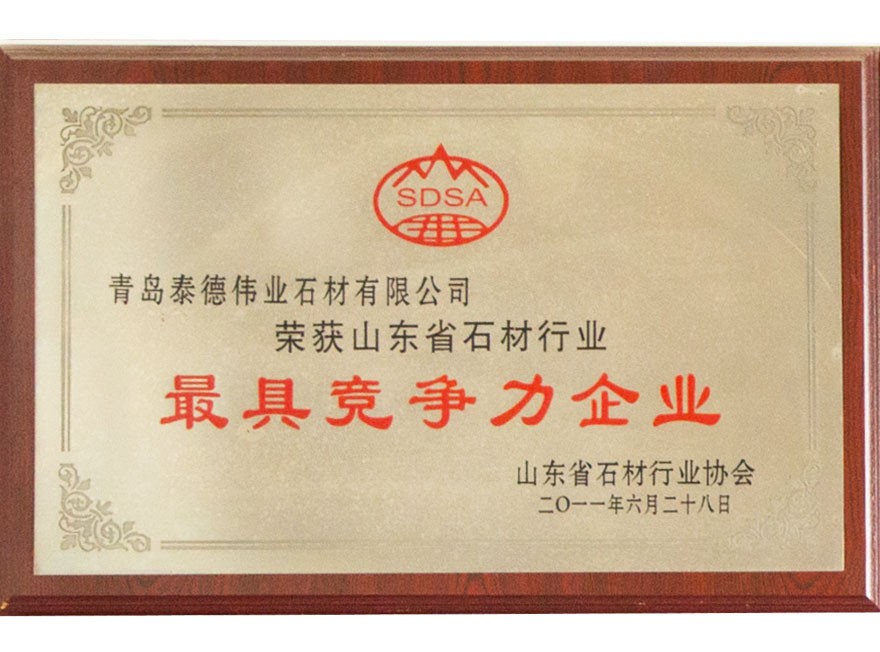 SDSA
青岛泰德伟业石材有限公司
荣获山东省石材行业
最具竞争力企业
山东省石材行业协会
二〇一一年六月二十八日